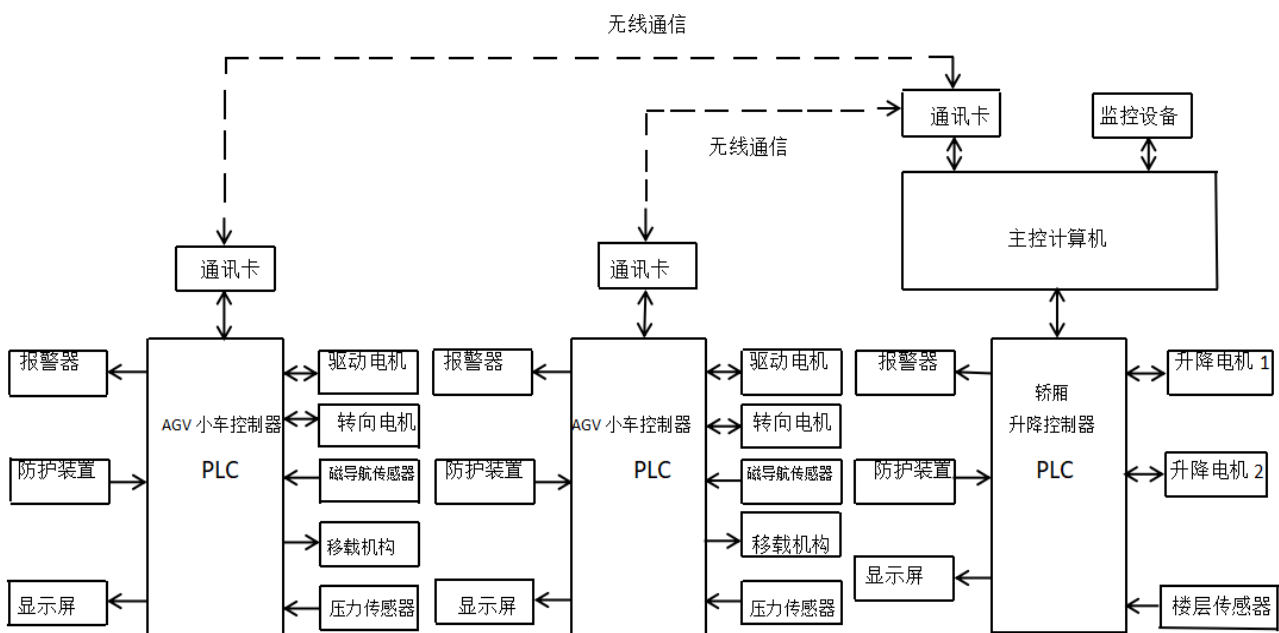 无线通信
通讯卡
监控设备
无线通信
主控计算机
通讯卡
通讯卡
报警器
驱动电机
报警器
驱动电机
报警器
升降电机 1
轿厢
转向电机
转向电机
AGV 小车控制器
AGV 小车控制器
升降控制器
防护装置
PLC
磁导航传感器
防护装置
PLC
磁导航传感器
防护装置
PLC
升降电机 2
移载机构
移载机构
显示屏
显示屏
压力传感器
显示屏
压力传感器
楼层传感器